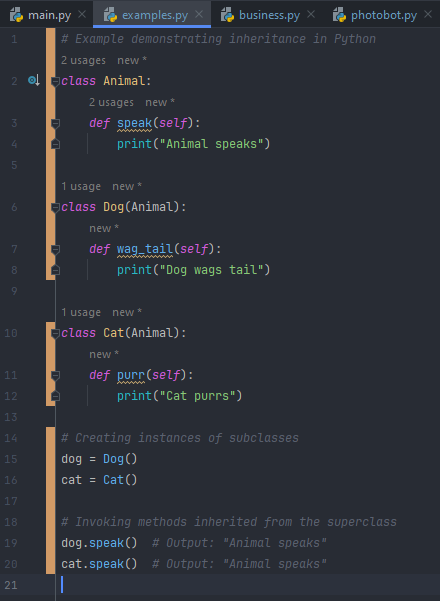 main.py examples.py business.py photobot.py
1 # Example demonstrating inheritance in Python
2 usages new *
2 class Animal:
2 usages new *
3 def speak(self):
4 print("Animal speaks")
5
1 usage new *
6 class Dog(Animal):
new *
7 def wag_tail(self):
8 print("Dog wags tail")
9
1 usage new *
10 class Cat(Animal):
new *
11 def purr(self):
12 print("Cat purrs")
13
14 # Creating instances of subclasses
15 dog = Dog()
16 cat = Cat()
17
18 # Invoking methods inherited from the superclass
19 dog.speak()  # Output: "Animal speaks"
20 cat.speak()  # Output: "Animal speaks"
21